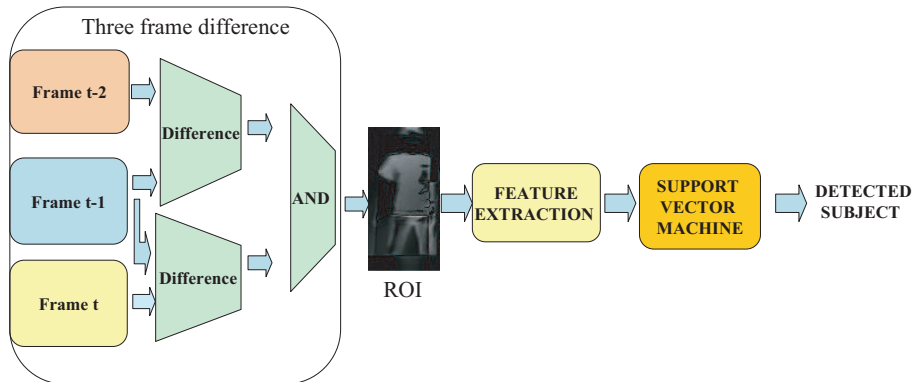 Three frame difference
Frame t-2
Difference
Frame t-1
AND
Difference
Frame t
ROI
FEATURE
EXTRACTION
SUPPORT
VECTOR
MACHINE
DETECTED
SUBJECT